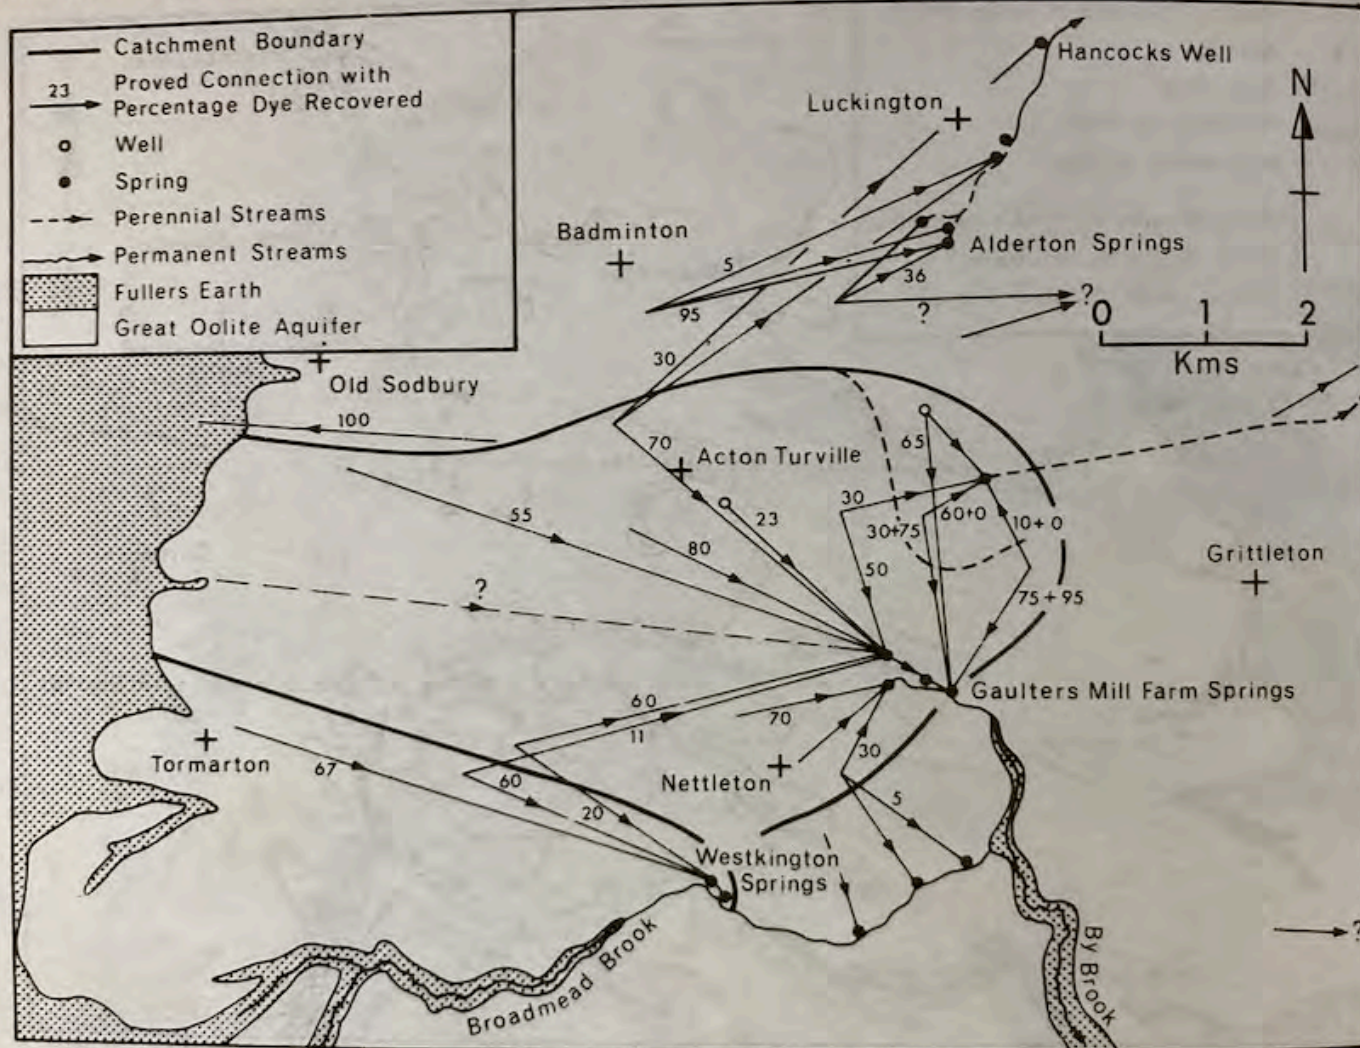 Catchment Boundary
23
Proved Connection with
Percentage Dye Recovered
Well
Spring
Perennial Streams
Permanent Streams
Fullers Earth
Great Oolite Aquifer
Hancocks Well
Luckington
N
Badminton
Alderton Springs
5
36
95
?
?
0 1 2
Kms
30
Old Sodbury
100
70
Acton Turville
65
55
23
80
30
30+75
60+0
10+0
50
Grittleton
?
75+95
60
11
70
Gaulters Mill Farm Springs
Tormarton
67
60
20
Nettleton
30
5
Westkington
Springs
Broadmead Brook
By Brook
?